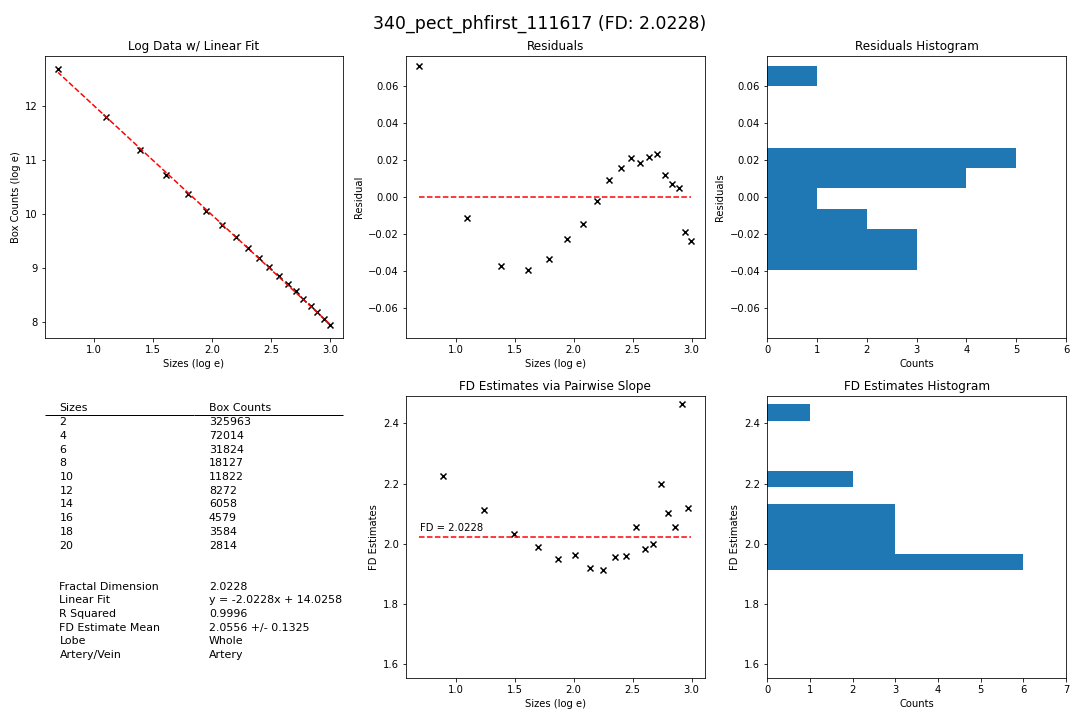 340_pect_phfirst_111617 (FD: 2.0228)
Log Data w/ Linear Fit
Box Counts (log e)
12
11
10
9
8
1.0 1.5 2.0 2.5 3.0
Sizes (log e)
Residuals
Residual
0.06
0.04
0.02
0.00
−0.02
−0.04
−0.06
1.0 1.5 2.0 2.5 3.0
Sizes (log e)
Residuals Histogram
Residuals
0.06
0.04
0.02
0.00
−0.02
−0.04
−0.06
0 1 2 3 4 5 6
Counts
Sizes Box Counts
2 325963
4 72014
6 31824
8 18127
10 11822
12 8272
14 6058
16 4579
18 3584
20 2814
Fractal Dimension 2.0228
Linear Fit y = -2.0228x + 14.0258
R Squared 0.9996
FD Estimate Mean 2.0556 +/- 0.1325
Lobe Whole
Artery/Vein Artery
FD Estimates via Pairwise Slope
FD Estimates
2.4
2.2
2.0
1.8
1.6
FD = 2.0228
1.0 1.5 2.0 2.5 3.0
Sizes (log e)
FD Estimates Histogram
FD Estimates
2.4
2.2
2.0
1.8
1.6
0 1 2 3 4 5 6 7
Counts